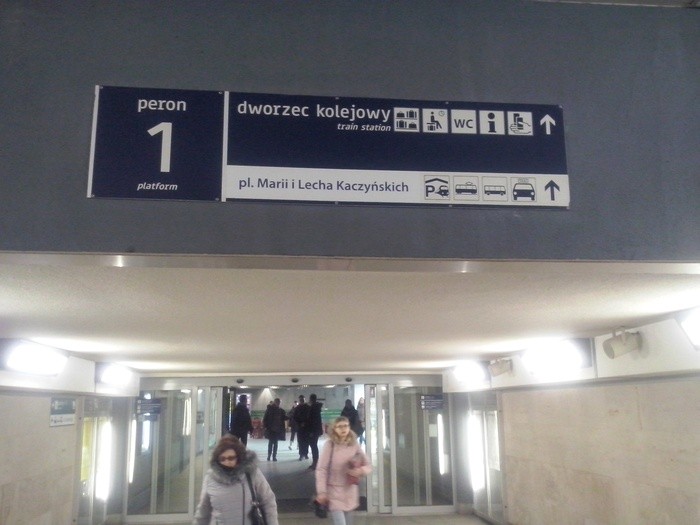 peron
1
platform
dworzec kolejowy WC
train station
pl. Marii i Lecha Kaczyńskich P